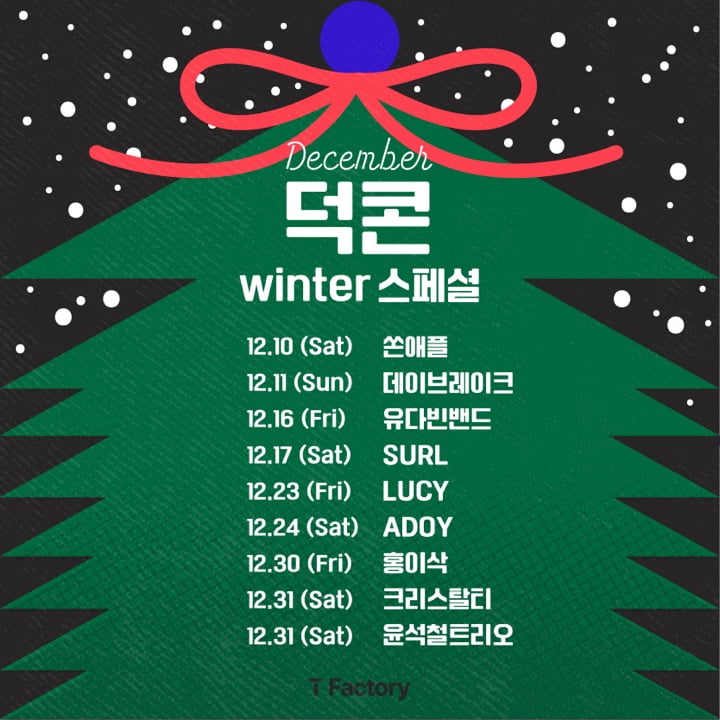 December
덕콘
winter 스페셜
12.10 (Sat) 쏜애플
12.11 (Sun) 데이브레이크
12.16 (Fri) 유다빈밴드
12.17 (Sat) SURL
12.23 (Fri) LUCY
12.24 (Sat) ADOY
12.30 (Fri) 홍이삭
12.31 (Sat) 크리스탈티
12.31 (Sat) 윤석철트리오
T Factory